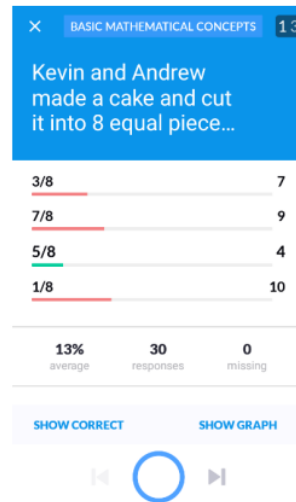 × BASIC MATHEMATICAL CONCEPTS
Kevin and Andrew
made a cake and cut
it into 8 equal piece...
3/8 7
7/8 9
5/8 4
1/8 10
13% 30 0
average responses missing
SHOW CORRECT SHOW GRAPH